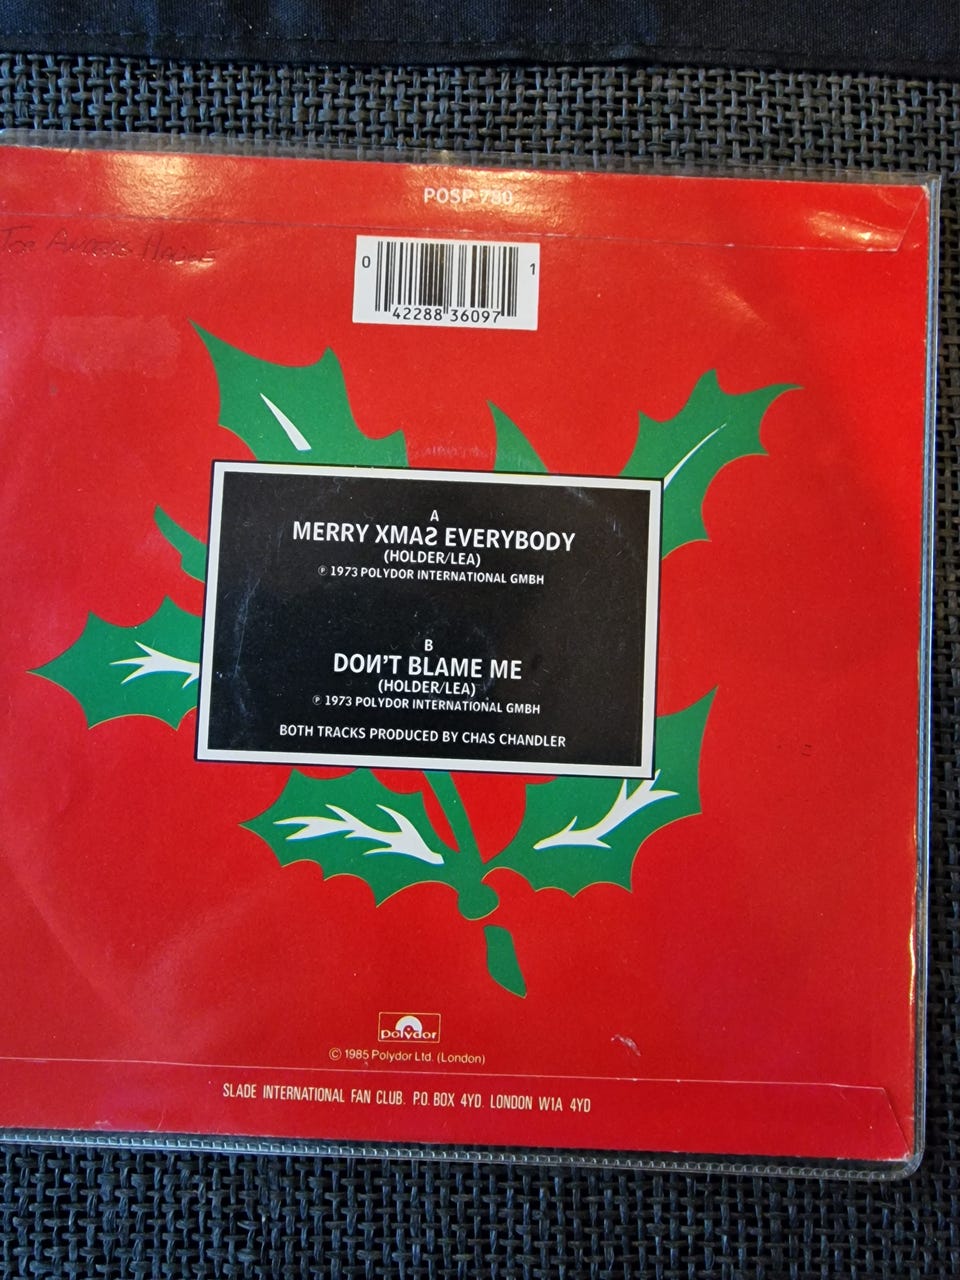 POSP 780
0 42288 36097 1
A
MERRY XMAS EVERYBODY
(HOLDER/LEA)
℗ 1973 POLYDOR INTERNATIONAL GMBH
B
DON'T BLAME ME
(HOLDER/LEA)
℗ 1973 POLYDOR INTERNATIONAL GMBH
BOTH TRACKS PRODUCED BY CHAS CHANDLER
polydor
© 1985 Polydor Ltd. (London)
SLADE INTERNATIONAL FAN CLUB. P.O. BOX 4YD. LONDON W1A 4YD